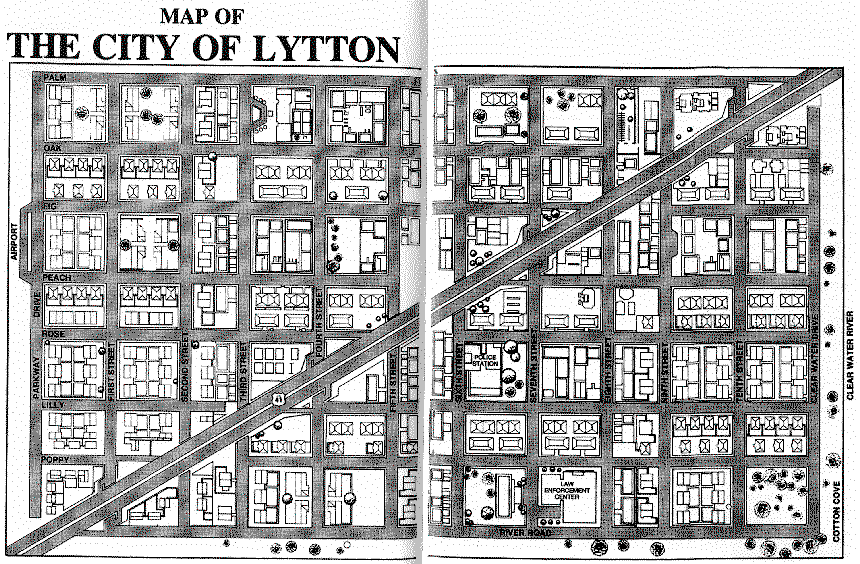 MAP OF
THE CITY OF LYTTON
PALM
OAK
FIG
AIRPORT
PEACH
PARKWAY DRIVE
ROSE
FIRST STREET
SECOND STREET
THIRD STREET
FOURTH STREET
FIFTH STREET
SIXTH STREET
POLICE
STATION
SEVENTH STREET
EIGHTH STREET
NINTH STREET
TENTH STREET
CLEAR WATER DRIVE
CLEAR WATER RIVER
LILLY
41
POPPY
LAW
ENFORCEMENT
CENTER
RIVER ROAD
COTTON COVE